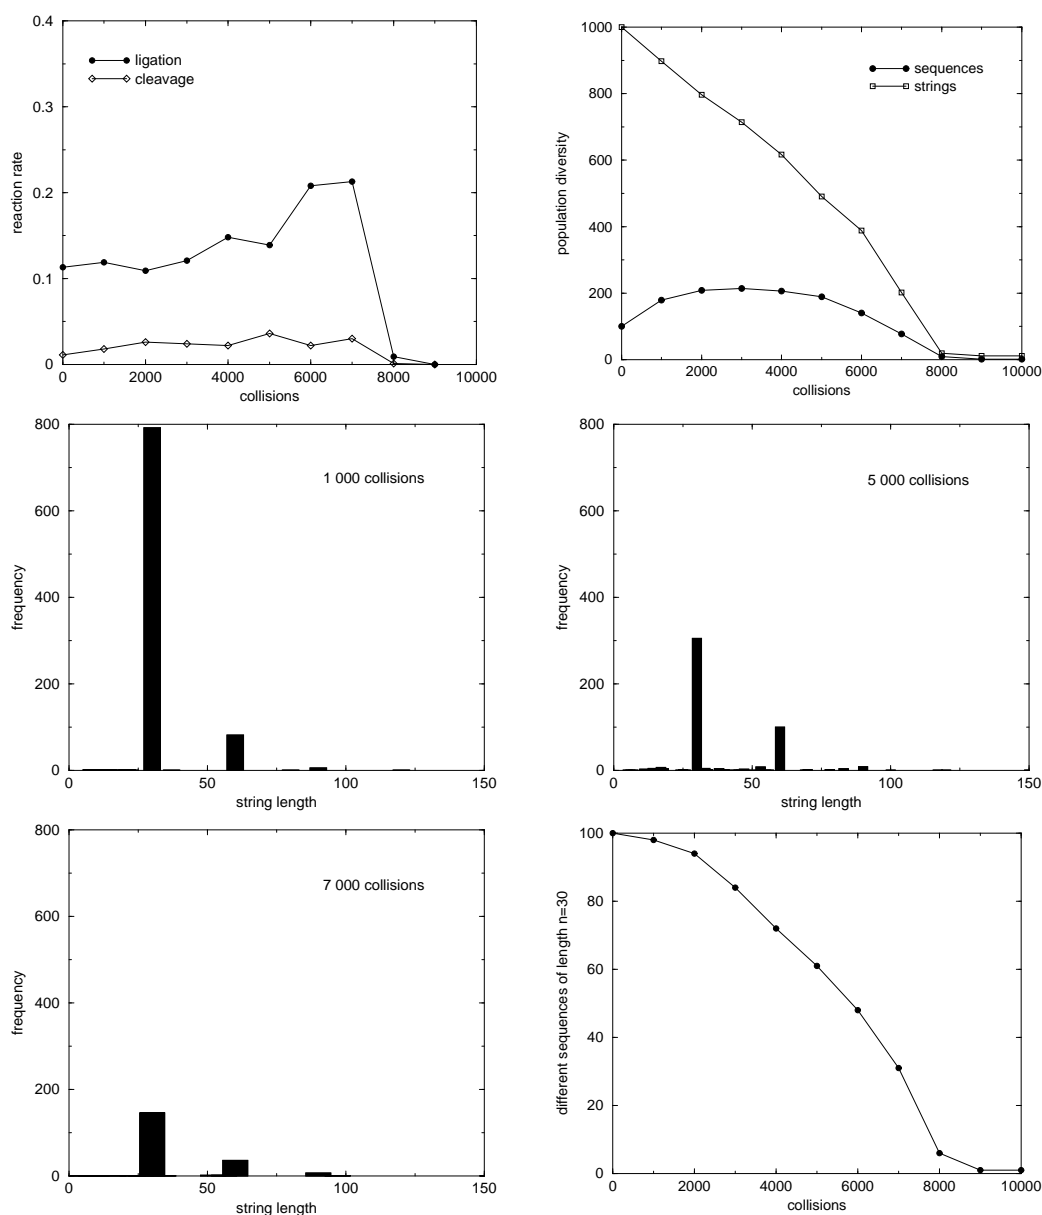 0.4
0.3
0.2
0.1
0
reaction rate
ligation
cleavage
0 2000 4000 6000 8000 10000
collisions
1000
800
600
400
200
0
population diversity
sequences
strings
0 2000 4000 6000 8000 10000
collisions
800
600
400
200
0
frequency
1 000 collisions
0 50 100 150
string length
800
600
400
200
0
frequency
5 000 collisions
0 50 100 150
string length
800
600
400
200
0
frequency
7 000 collisions
0 50 100 150
string length
100
80
60
40
20
0
different sequences of length n=30
0 2000 4000 6000 8000 10000
collisions